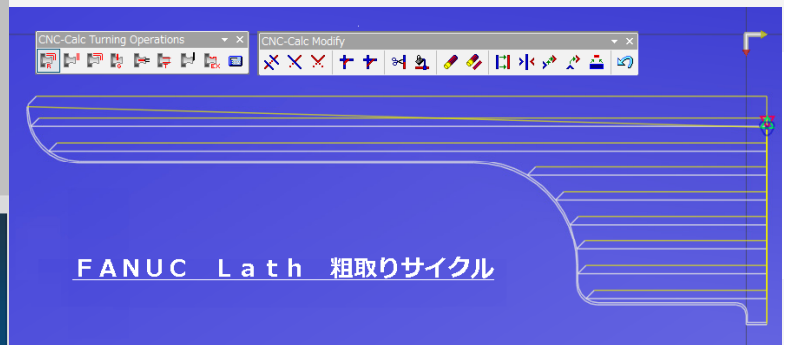 CNC-Calc Turning Operations
CNC-Calc Modify
ＦＡＮＵＣ　Ｌａｔｈ　粗取りサイクル